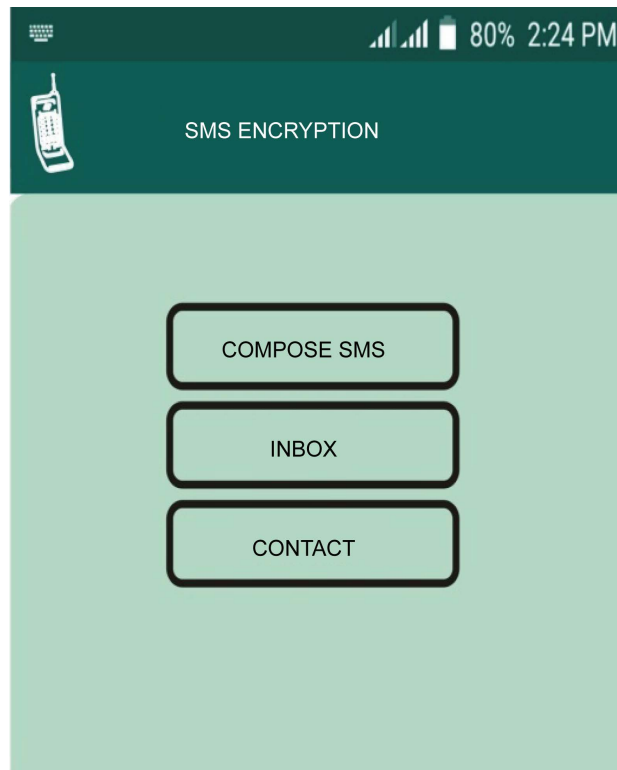 80% 2:24 PM
SMS ENCRYPTION
COMPOSE SMS
INBOX
CONTACT